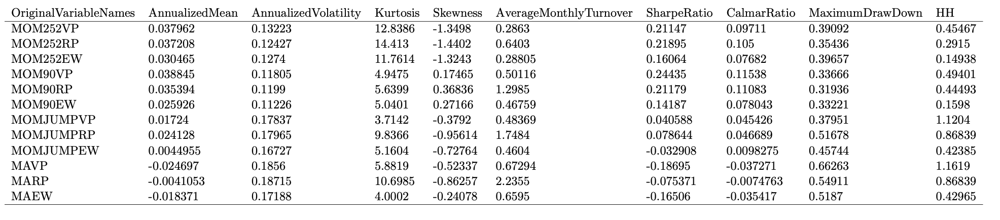 OriginalVariableNames AnnualizedMean AnnualizedVolatility Kurtosis Skewness AverageMonthlyTurnover SharpeRatio CalmarRatio MaximumDrawDown HH
MOM252VP 0.037962 0.13223 12.8386 -1.3498 0.2863 0.21147 0.09711 0.39092 0.45467
MOM252RP 0.037208 0.12427 14.413 -1.4402 0.6403 0.21895 0.105 0.35436 0.2915
MOM252EW 0.030465 0.1274 11.7614 -1.3243 0.28805 0.16064 0.07682 0.39657 0.14938
MOM90VP 0.038845 0.11805 4.9475 0.17465 0.50116 0.24435 0.11538 0.33666 0.49401
MOM90RP 0.035394 0.1199 5.6399 0.36836 1.2985 0.21179 0.11083 0.31936 0.44493
MOM90EW 0.025926 0.11226 5.0401 0.27166 0.46759 0.14187 0.078043 0.33221 0.1598
MOMJUMPVP 0.01724 0.17837 3.7142 -0.3792 0.48369 0.040588 0.045426 0.37951 1.1204
MOMJUMPRP 0.024128 0.17965 9.8366 -0.95614 1.7484 0.078644 0.046689 0.51678 0.86839
MOMJUMPEW 0.0044955 0.16727 5.1604 -0.72764 0.4604 -0.032908 0.0098275 0.45744 0.42385
MAVP -0.024697 0.1856 5.8819 -0.52337 0.67294 -0.18695 -0.037271 0.66263 1.1619
MARP -0.0041053 0.18715 10.6985 -0.86257 2.2355 -0.075371 -0.0074763 0.54911 0.86839
MAEW -0.018371 0.17188 4.0002 -0.24078 0.6595 -0.16506 -0.035417 0.5187 0.42965